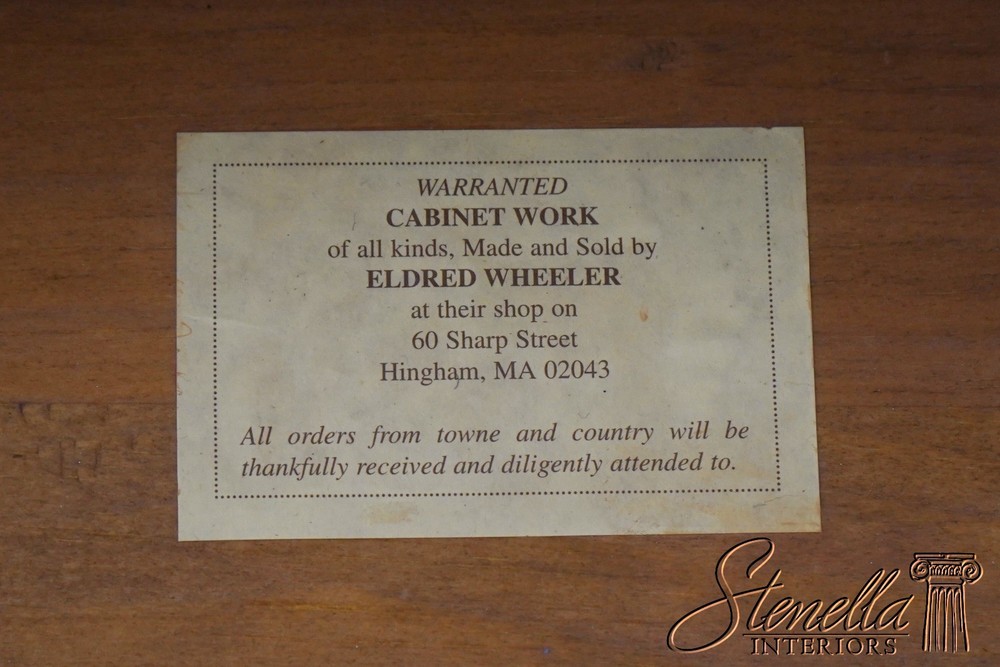 WARRANTED
CABINET WORK
of all kinds, Made and Sold by
ELDRED WHEELER
at their shop on
60 Sharp Street
Hingham, MA 02043
All orders from towne and country will be
thankfully received and diligently attended to.
Stenella
INTERIORS